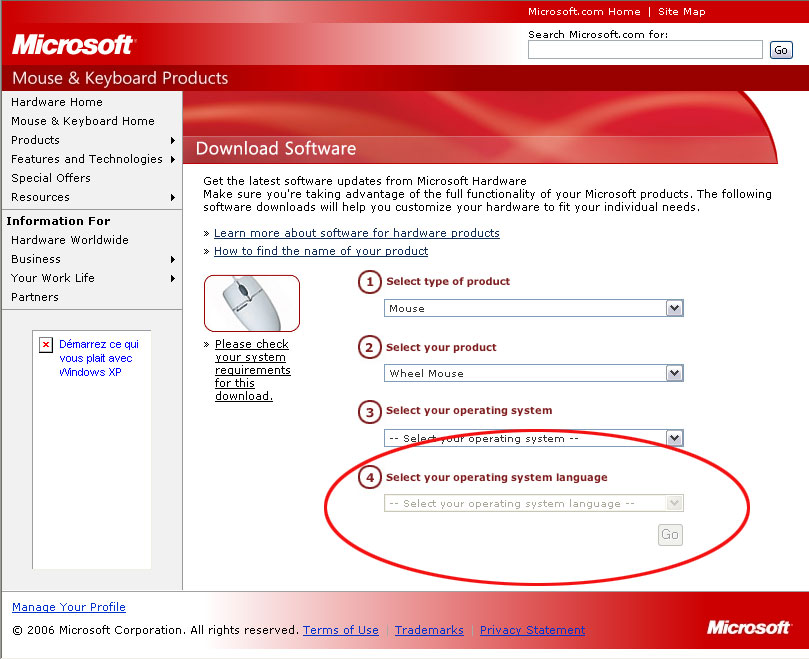 Microsoft.com Home | Site Map
Search Microsoft.com for:
Microsoft
Go
Mouse & Keyboard Products
Hardware Home
Mouse & Keyboard Home
Products
Features and Technologies
Special Offers
Resources
Information For
Hardware Worldwide
Business
Your Work Life
Partners
Démarrez ce qui
vous plait avec
Windows XP
Download Software
Get the latest software updates from Microsoft Hardware
Make sure you're taking advantage of the full functionality of your Microsoft products. The following
software downloads will help you customize your hardware to fit your individual needs.
» Learn more about software for hardware products
» How to find the name of your product
» Please check
your system
requirements
for this
download.
1 Select type of product
Mouse
2 Select your product
Wheel Mouse
3 Select your operating system
-- Select your operating system --
4 Select your operating system language
-- Select your operating system language --
Go
Manage Your Profile
© 2006 Microsoft Corporation. All rights reserved. Terms of Use | Trademarks | Privacy Statement
Microsoft